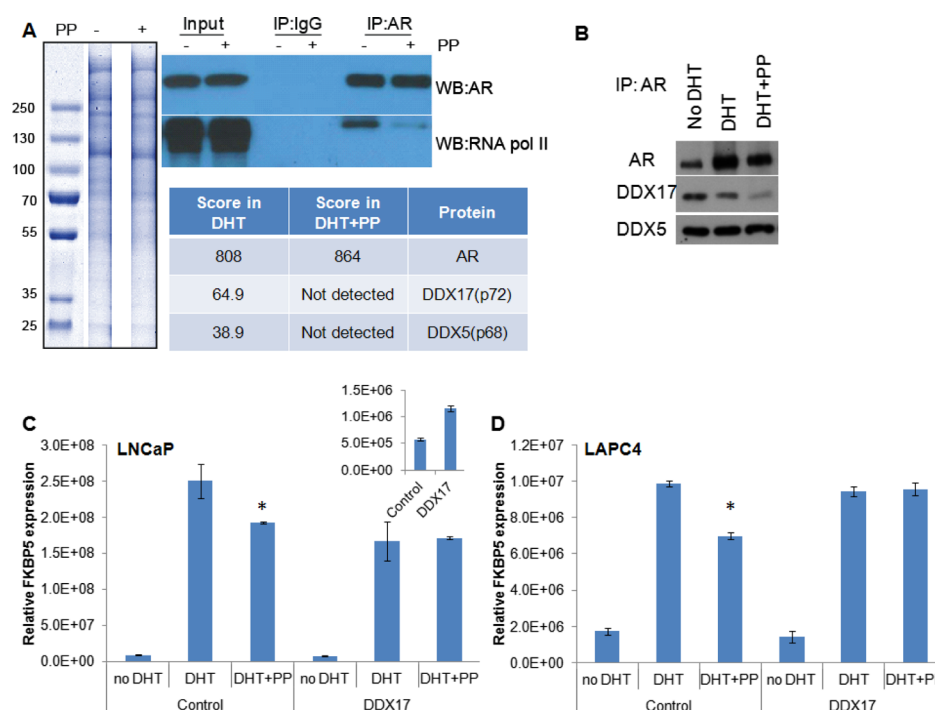 A
PP - +
250
130
100
70
55
35
25
Input IP:IgG IP:AR
- + - + - + PP
WB:AR
WB:RNA pol II
Score in DHT Score in DHT+PP Protein
808 864 AR
64.9 Not detected DDX17(p72)
38.9 Not detected DDX5(p68)
B
IP: AR No DHT DHT DHT+PP
AR
DDX17
DDX5
C
LNCaP
Relative FKBP5 expression
3.0E+08
2.5E+08
2.0E+08
1.5E+08
1.0E+08
5.0E+07
0.0E+00
*
no DHT DHT DHT+PP no DHT DHT DHT+PP
Control DDX17
1.5E+06
1.0E+06
5.0E+05
0.0E+00
Control DDX17
D
LAPC4
Relative FKBP5 expression
1.2E+07
1.0E+07
8.0E+06
6.0E+06
4.0E+06
2.0E+06
0.0E+00
*
no DHT DHT DHT+PP no DHT DHT DHT+PP
Control DDX17